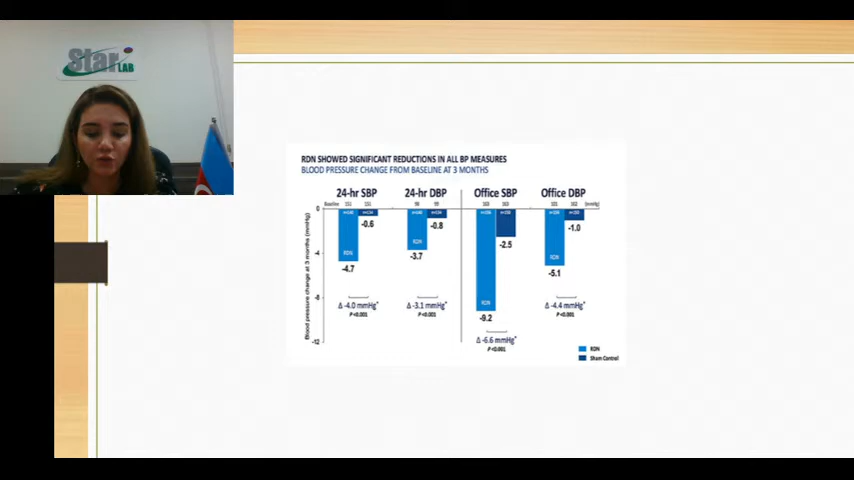 Star
LAB
RDN SHOWED SIGNIFICANT REDUCTIONS IN ALL BP MEASURES
BLOOD PRESSURE CHANGE FROM BASELINE AT 3 MONTHS
24-hr SBP 24-hr DBP Office SBP Office DBP
Baseline 151 151 98 99 163 163 101 102 (mmHg)
Blood pressure change at 3 months (mmHg)
0
-4
-8
-12
RDN RDN RDN RDN
-4.7 -0.6 -3.7 -0.8 -9.2 -2.5 -5.1 -1.0
Δ -4.0 mmHg* Δ -3.1 mmHg* Δ -6.6 mmHg* Δ -4.4 mmHg*
P<0.001 P<0.001 P<0.001 P<0.001
RDN
Sham Control